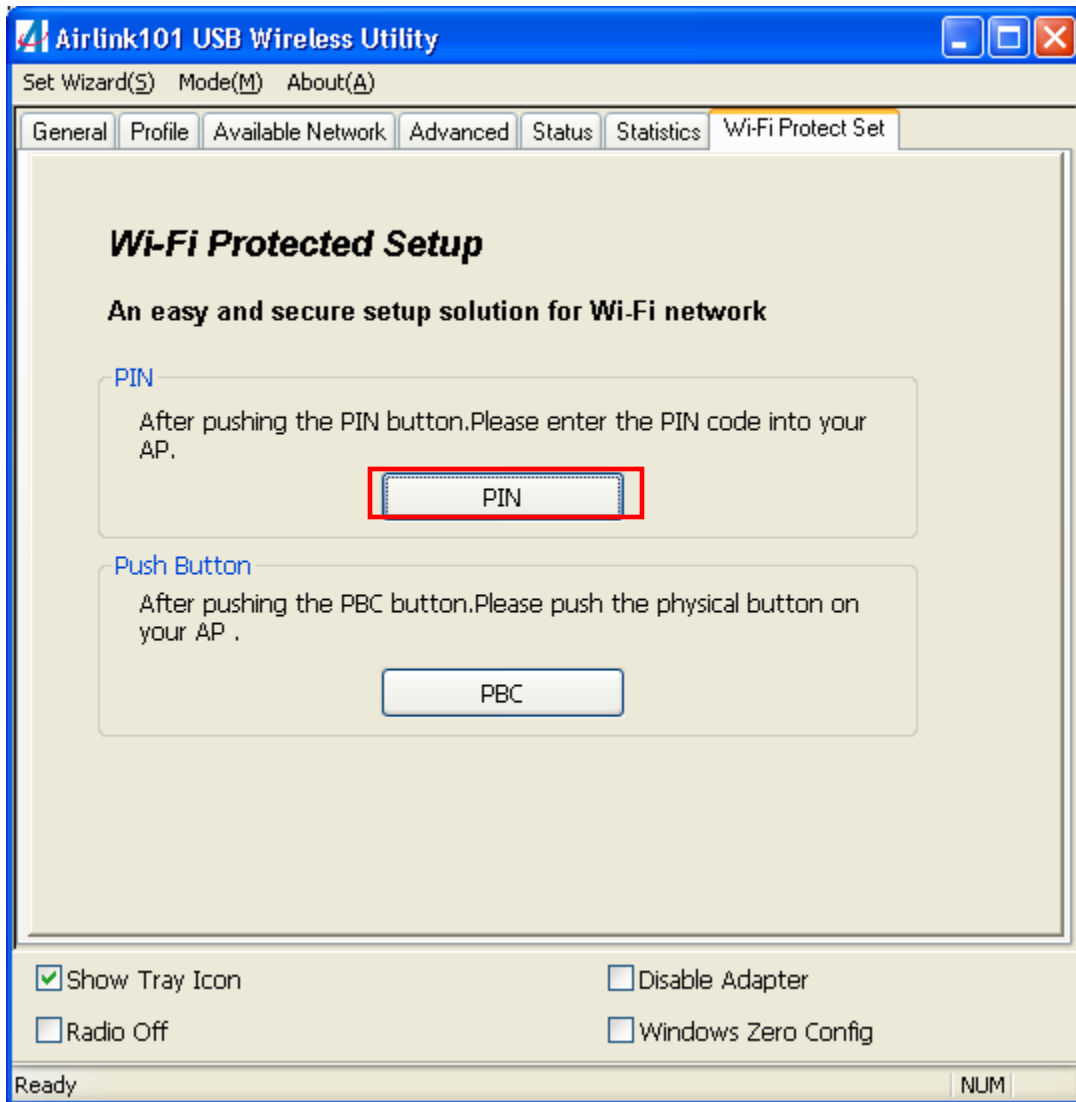 Airlink101 USB Wireless Utility
Set Wizard(S) Mode(M) About(A)
General Profile Available Network Advanced Status Statistics Wi-Fi Protect Set
Wi-Fi Protected Setup
An easy and secure setup solution for Wi-Fi network
PIN
After pushing the PIN button.Please enter the PIN code into your
AP.
PIN
Push Button
After pushing the PBC button.Please push the physical button on
your AP .
PBC
Show Tray Icon Disable Adapter
Radio Off Windows Zero Config
Ready NUM